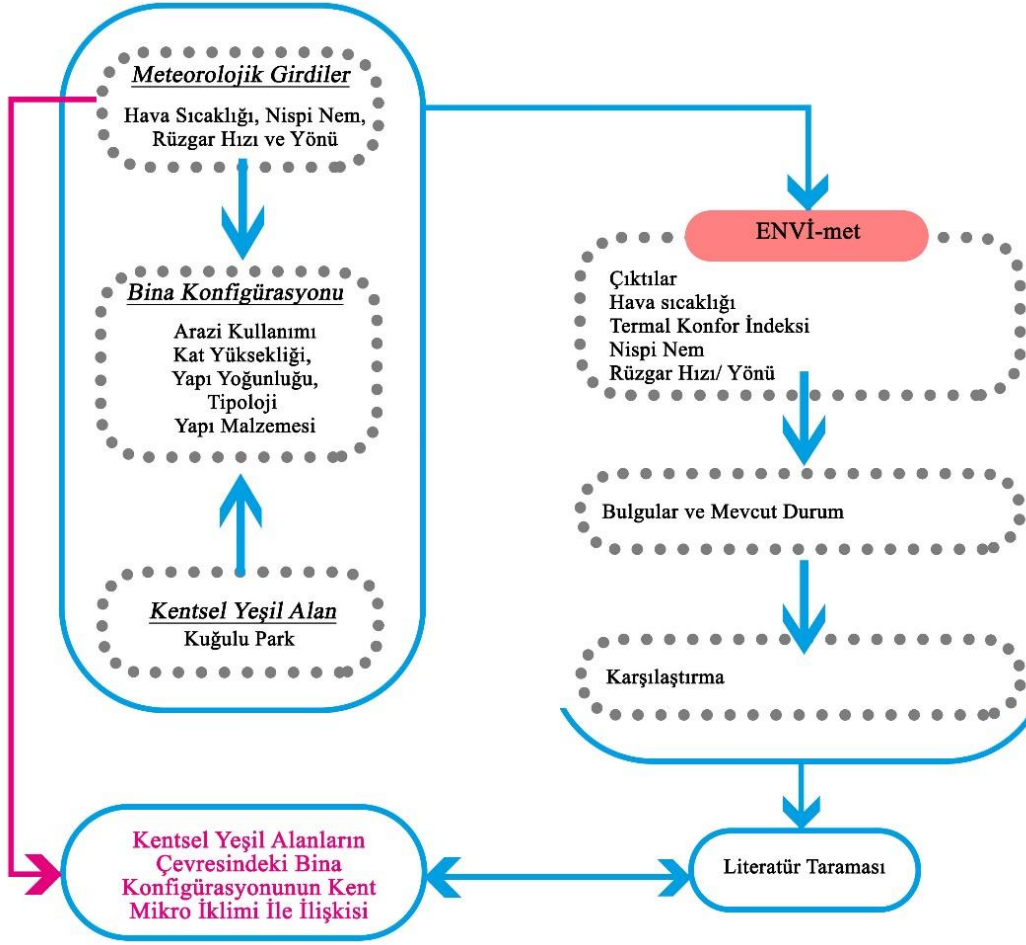 Meteorolojik Girdiler
Hava Sıcaklığı, Nispi Nem,
Rüzgar Hızı ve Yönü
Bina Konfigürasyonu
Arazi Kullanımı
Kat Yüksekliği,
Yapı Yoğunluğu,
Tipoloji
Yapı Malzemesi
Kentsel Yeşil Alan
Kuğulu Park
ENVİ-met
Çıktılar
Hava sıcaklığı
Termal Konfor İndeksi
Nispi Nem
Rüzgar Hızı/ Yönü
Bulgular ve Mevcut Durum
Karşılaştırma
Literatür Taraması
Kentsel Yeşil Alanların
Çevresindeki Bina
Konfigürasyonunun Kent
Mikro İklimi İle İlişkisi